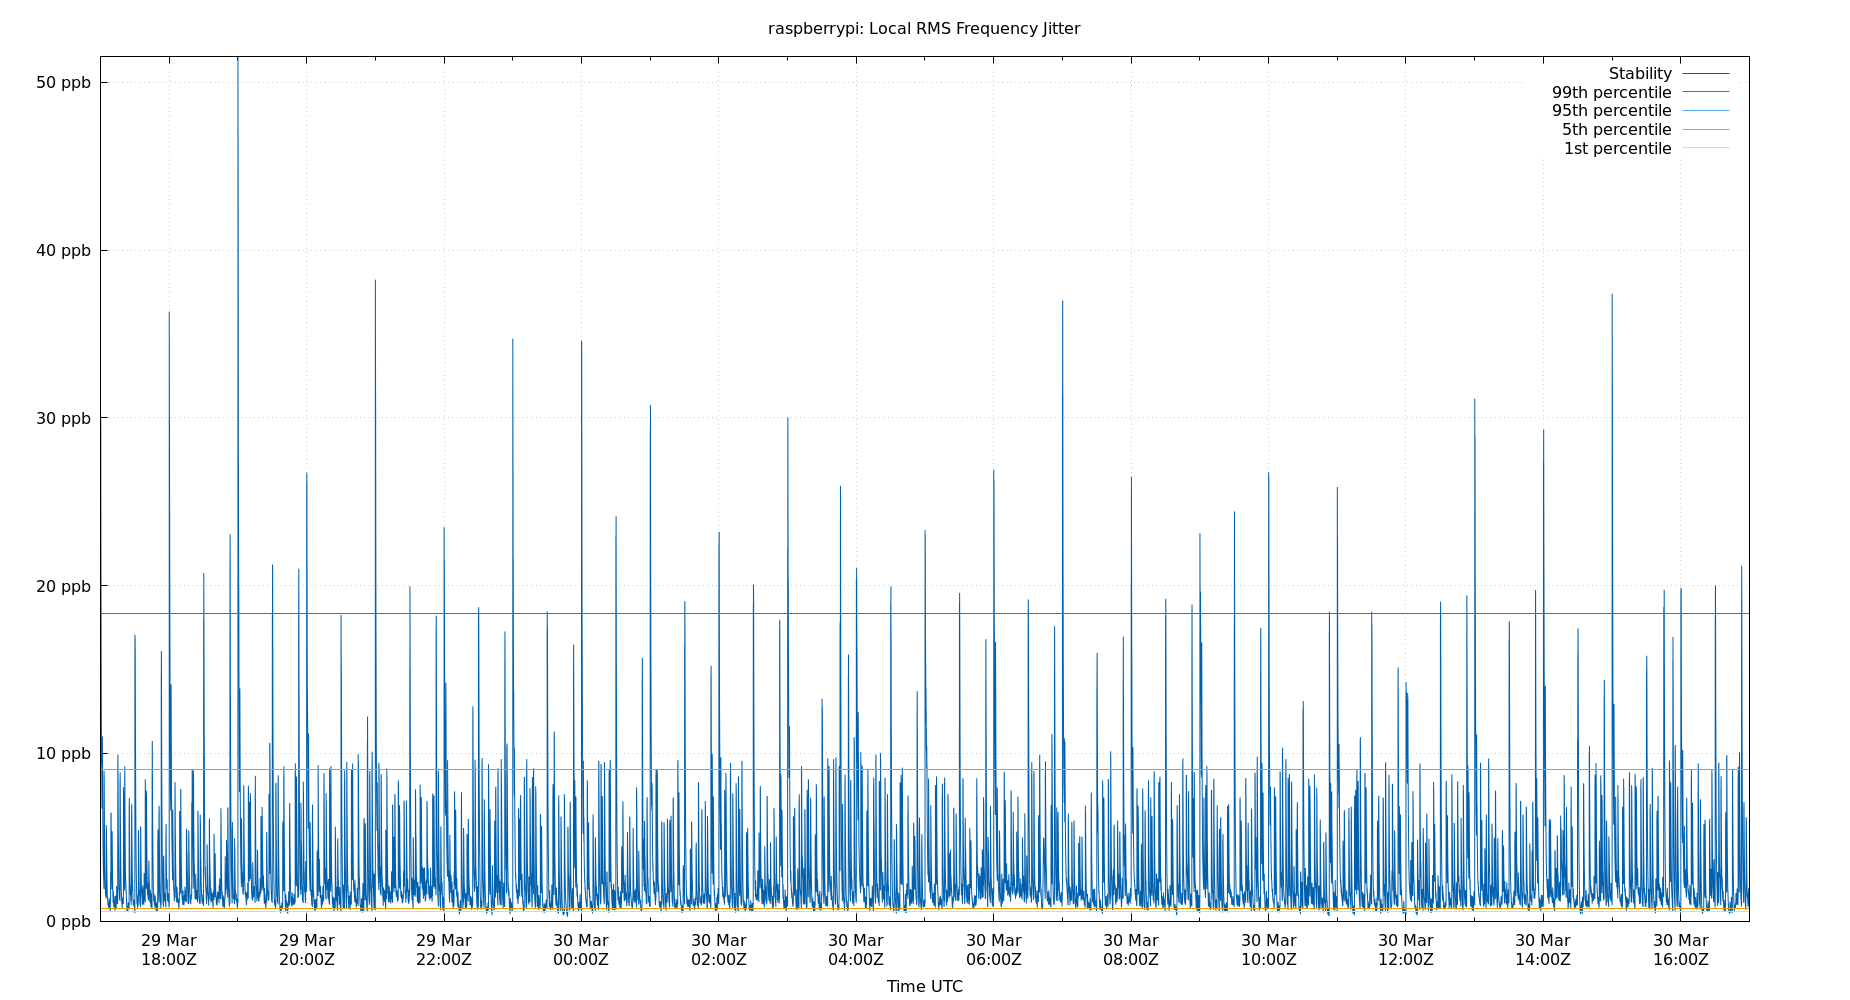 raspberrypi: Local RMS Frequency Jitter
50 ppb
40 ppb
30 ppb
20 ppb
10 ppb
0 ppb
Stability
99th percentile
95th percentile
5th percentile
1st percentile
29 Mar 29 Mar 29 Mar 30 Mar 30 Mar 30 Mar 30 Mar 30 Mar 30 Mar 30 Mar 30 Mar 30 Mar
18:00Z 20:00Z 22:00Z 00:00Z 02:00Z 04:00Z 06:00Z 08:00Z 10:00Z 12:00Z 14:00Z 16:00Z
Time UTC